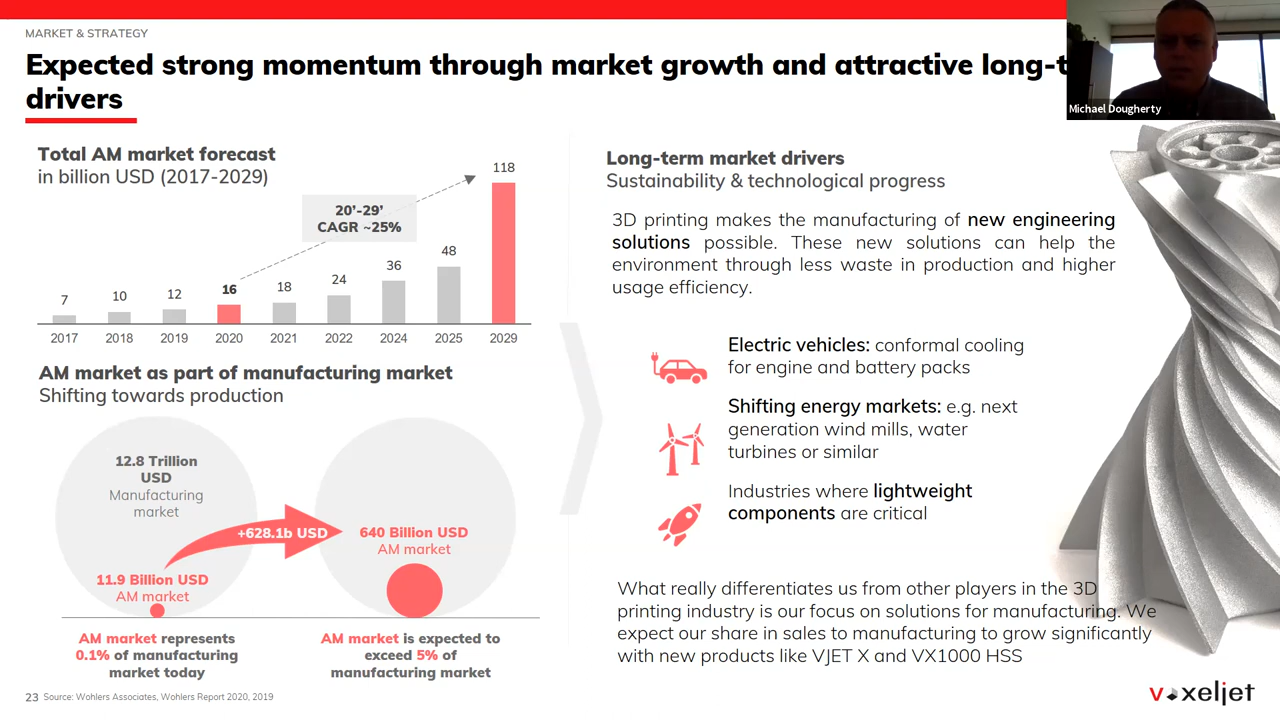 MARKET & STRATEGY
Expected strong momentum through market growth and attractive long-t
drivers
Michael Dougherty
Total AM market forecast
in billion USD (2017-2029)
20’-29’
CAGR ~25%
7
10
12
16
18
24
36
48
118
2017
2018
2019
2020
2021
2022
2024
2025
2029
AM market as part of manufacturing market
Shifting towards production
12.8 Trillion
USD
Manufacturing
market
+628.1b USD
11.9 Billion USD
AM market
640 Billion USD
AM market
AM market represents
0.1% of manufacturing
market today
AM market is expected to
exceed 5% of
manufacturing market
Long-term market drivers
Sustainability & technological progress
3D printing makes the manufacturing of new engineering
solutions possible. These new solutions can help the
environment through less waste in production and higher
usage efficiency.
Electric vehicles: conformal cooling
for engine and battery packs
Shifting energy markets: e.g. next
generation wind mills, water
turbines or similar
Industries where lightweight
components are critical
What really differentiates us from other players in the 3D
printing industry is our focus on solutions for manufacturing. We
expect our share in sales to manufacturing to grow significantly
with new products like VJET X and VX1000 HSS
23 Source: Wohlers Associates, Wohlers Report 2020, 2019
voxeljet